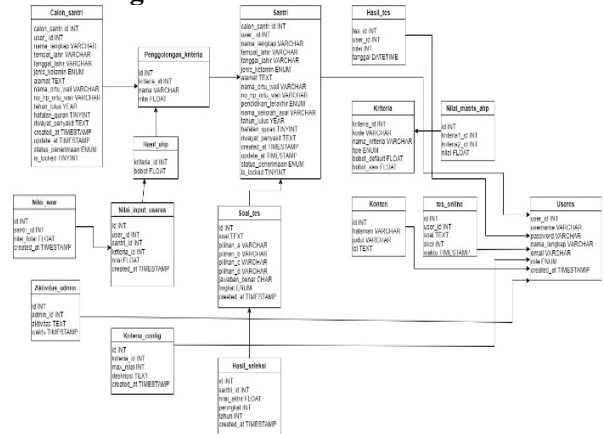 Calon_santri
calon_santri id INT
user_id INT
nama_lengkap VARCHAR
tempat_lahir VARCHAR
tanggal_lahir VARCHAR
jenis_kelamin ENUM
alamat TEXT
nama_ortu_wali VARCHAR
no_hp_ortu_wali VARCHAR
tahun_lulus YEAR
hafalan_quran TINYINT
riwayat_penyakit TEXT
created_at TIMESTAMP
update_at TIMESTAMP
status_penerimaan ENUM
is_locked TINYINT
Penggolongan_kriteria
id INT
kriteria_id INT
nama VARCHAR
nilai FLOAT
Santri
calon_santri id INT
user_id INT
nama_lengkap VARCHAR
tempat_lahir VARCHAR
tanggal_lahir VARCHAR
jenis_kelamin ENUM
alamat TEXT
nama_ortu_wali VARCHAR
no_hp_ortu_wali VARCHAR
pendidikan_terakhir ENUM
nama_sekolah_asal VARCHAR
tahun_lulus YEAR
hafalan_quran TINYINT
riwayat_penyakit TEXT
created_at TIMESTAMP
update_at TIMESTAMP
status_penerimaan ENUM
is_locked TINYINT
Hasil_tes
tes_id INT
user_id INT
nilai INT
tanggal DATETIME
Kriteria
kriteria_id INT
kode VARCHAR
nama_kriteria VARCHAR
tipe ENUM
bobot_default FLOAT
bobot_saw FLOAT
Nilai_matrix_ahp
id INT
kriteria1_id INT
kriteria2_id INT
nilai FLOAT
Hasil_ahp
kriteria_id INT
bobot FLOAT
Nilai_saw
id INT
santri_id INT
nilai_total FLOAT
created_at TIMESTAMP
Nilai_input_usares
id INT
user_id INT
santri_id INT
kriteria_id INT
nilai FLOAT
created_at TIMESTAMP
Soal_tes
id INT
soal TEXT
pilihan_a VARCHAR
pilihan_b VARCHAR
pilihan_c VARCHAR
pilihan_d VARCHAR
jawaban_benar CHAR
tingkat ENUM
created_at TIMESTAMP
Konten
id INT
halaman VARCHAR
judul VARCHAR
isi TEXT
tes_online
id INT
user_id INT
soal TEXT
skor INT
waktu TIMESTAMP
Useres
user_id INT
username VARCHAR
password VARCHAR
nama_lengkap VARCHAR
email VARCHAR
role ENUM
created_at TIMESTAMP
Aktivitas_admin
id INT
admin_id INT
aktivitas TEXT
waktu TIMESTAMP
Kriteria_config
id INT
kriteria_id INT
max_nilai INT
deskripsi TEXT
created_at TIMESTAMP
Hasil_seleksi
id INT
santri_id INT
nilai_akhir FLOAT
peringkat INT
tahun INT
created_at TIMESTAMP